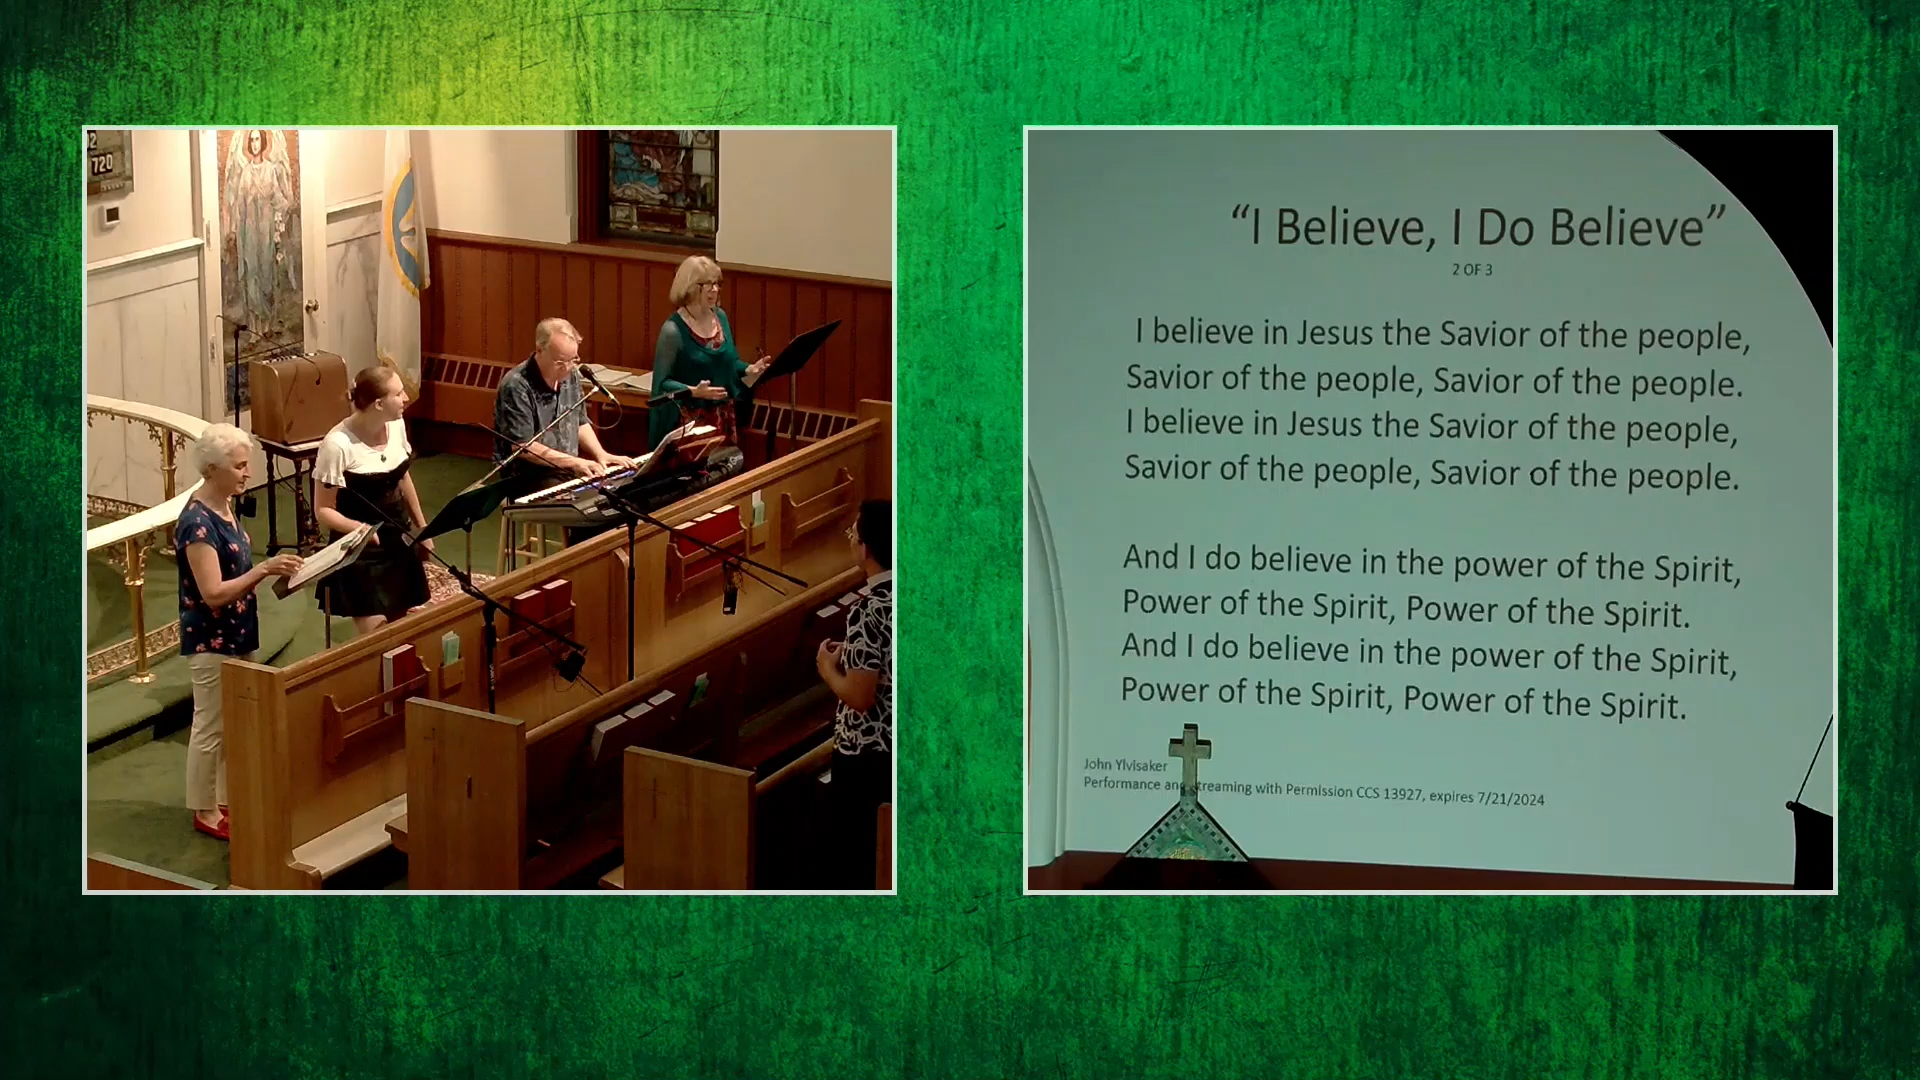 2
720
“I Believe, I Do Believe”
2 OF 3
I believe in Jesus the Savior of the people,
Savior of the people, Savior of the people.
I believe in Jesus the Savior of the people,
Savior of the people, Savior of the people.
And I do believe in the power of the Spirit,
Power of the Spirit, Power of the Spirit.
And I do believe in the power of the Spirit,
Power of the Spirit, Power of the Spirit.
John Ylvisaker
Performance and streaming with Permission CCS 13927, expires 7/21/2024